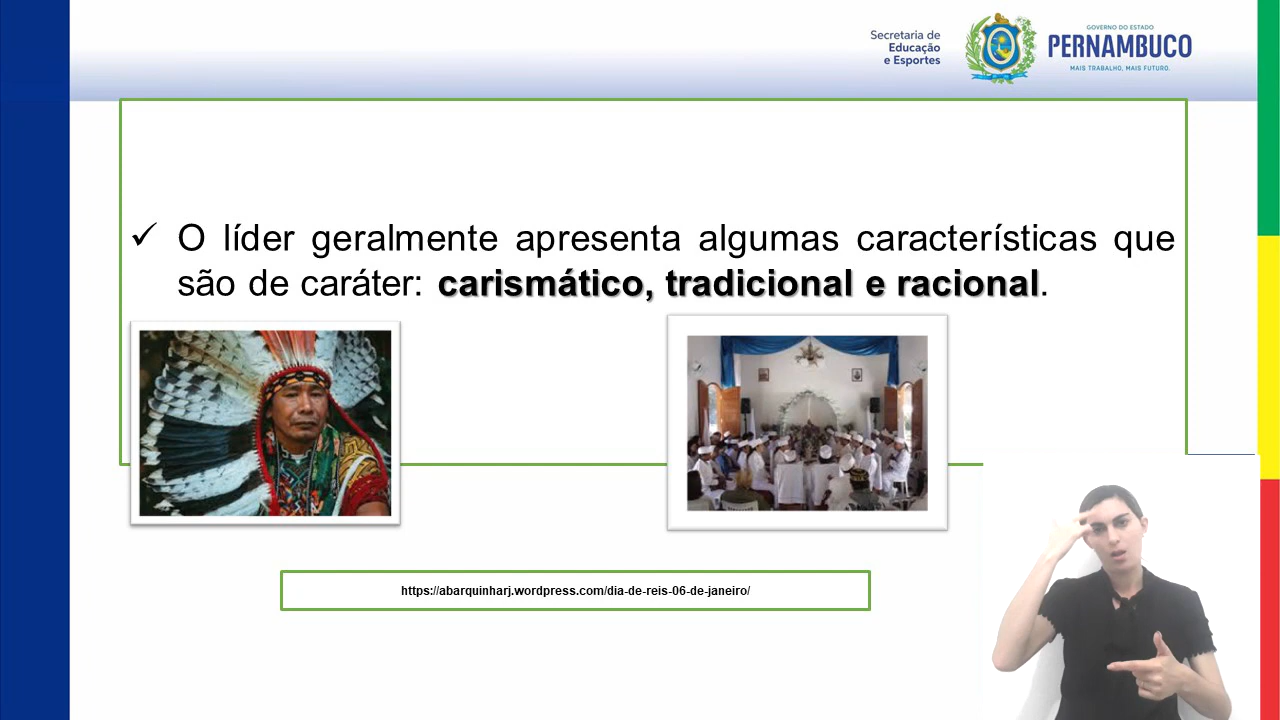 Secretaria de
Educação
e Esportes
GOVERNO DO ESTADO
PERNAMBUCO
MAIS TRABALHO, MAIS FUTURO.
✓ O líder geralmente apresenta algumas características que
são de caráter: carismático, tradicional e racional.
https://abarquinharj.wordpress.com/dia-de-reis-06-de-janeiro/